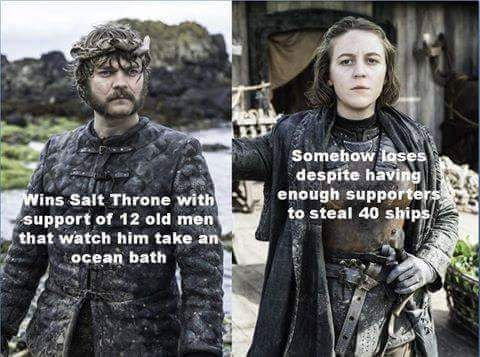 Wins Salt Throne with
support of 12 old men
that watch him take an
ocean bath
Somehow loses
despite having
enough supporters
to steal 40 ships